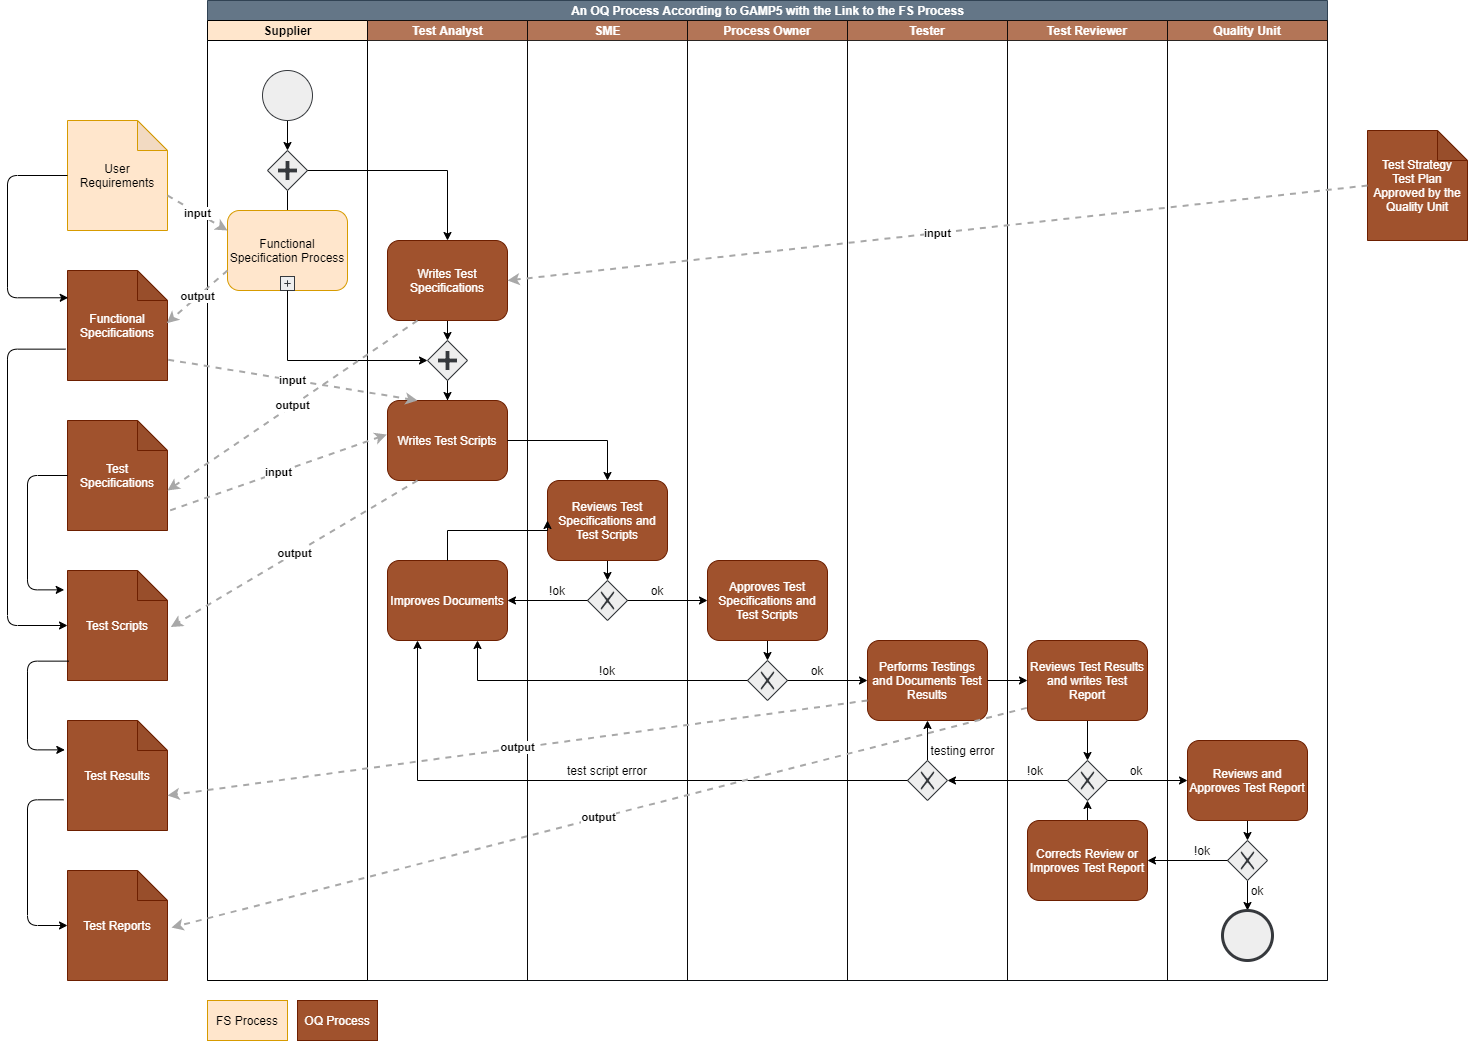 An OQ Process According to GAMP5 with the Link to the FS Process
Supplier
Test Analyst
SME
Process Owner
Tester
Test Reviewer
Quality Unit
User
Requirements
input
Functional
Specification Process
+
output
Functional
Specifications
Writes Test
Specifications
input
Test Strategy
Test Plan
Approved by the
Quality Unit
input
output
Writes Test Scripts
Test
Specifications
input
Reviews Test
Specifications and
Test Scripts
output
Improves Documents
!ok
X
ok
Approves Test
Specifications and
Test Scripts
Test Scripts
!ok
X
ok
Performs Testings
and Documents Test
Results
Reviews Test Results
and writes Test
Report
output
testing error
test script error
X
!ok
X
ok
Reviews and
Approves Test Report
Test Results
output
Corrects Review or
Improves Test Report
!ok
X
ok
Test Reports
FS Process
OQ Process